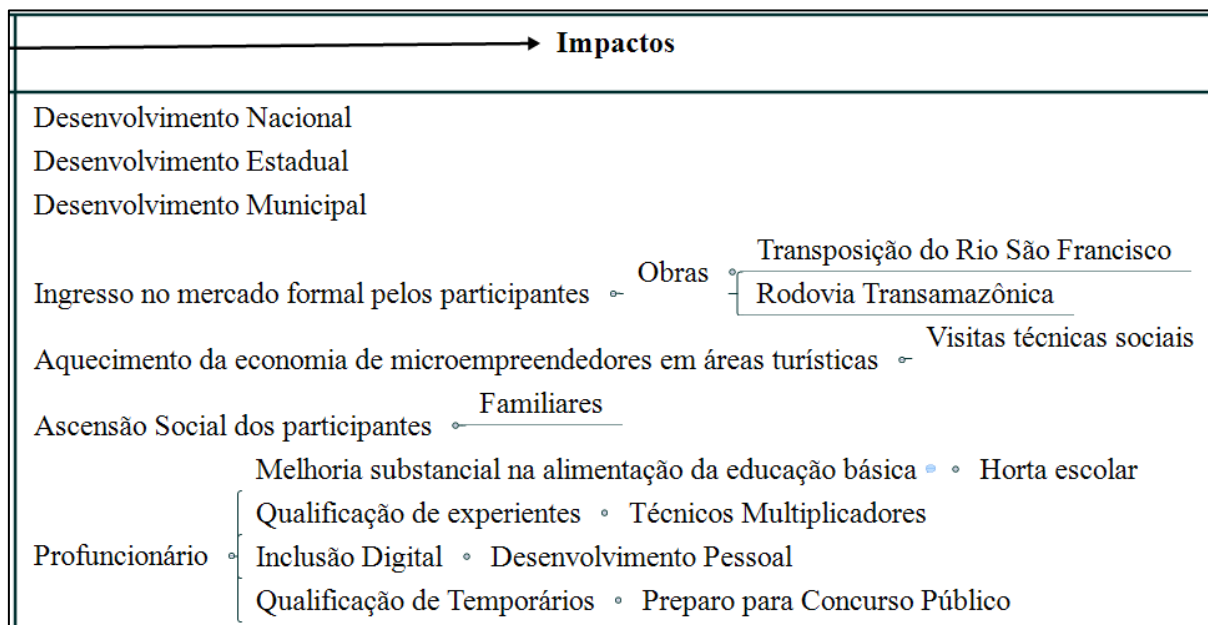 Impactos
Desenvolvimento Nacional
Desenvolvimento Estadual
Desenvolvimento Municipal
Ingresso no mercado formal pelos participantes
Obras
Transposição do Rio São Francisco
Rodovia Transamazônica
Aquecimento da economia de microempreendedores em áreas turísticas
Visitas técnicas sociais
Ascensão Social dos participantes
Familiares
Profuncionário
Melhoria substancial na alimentação da educação básica
Horta escolar
Qualificação de experientes
Técnicos Multiplicadores
Inclusão Digital
Desenvolvimento Pessoal
Qualificação de Temporários
Preparo para Concurso Público